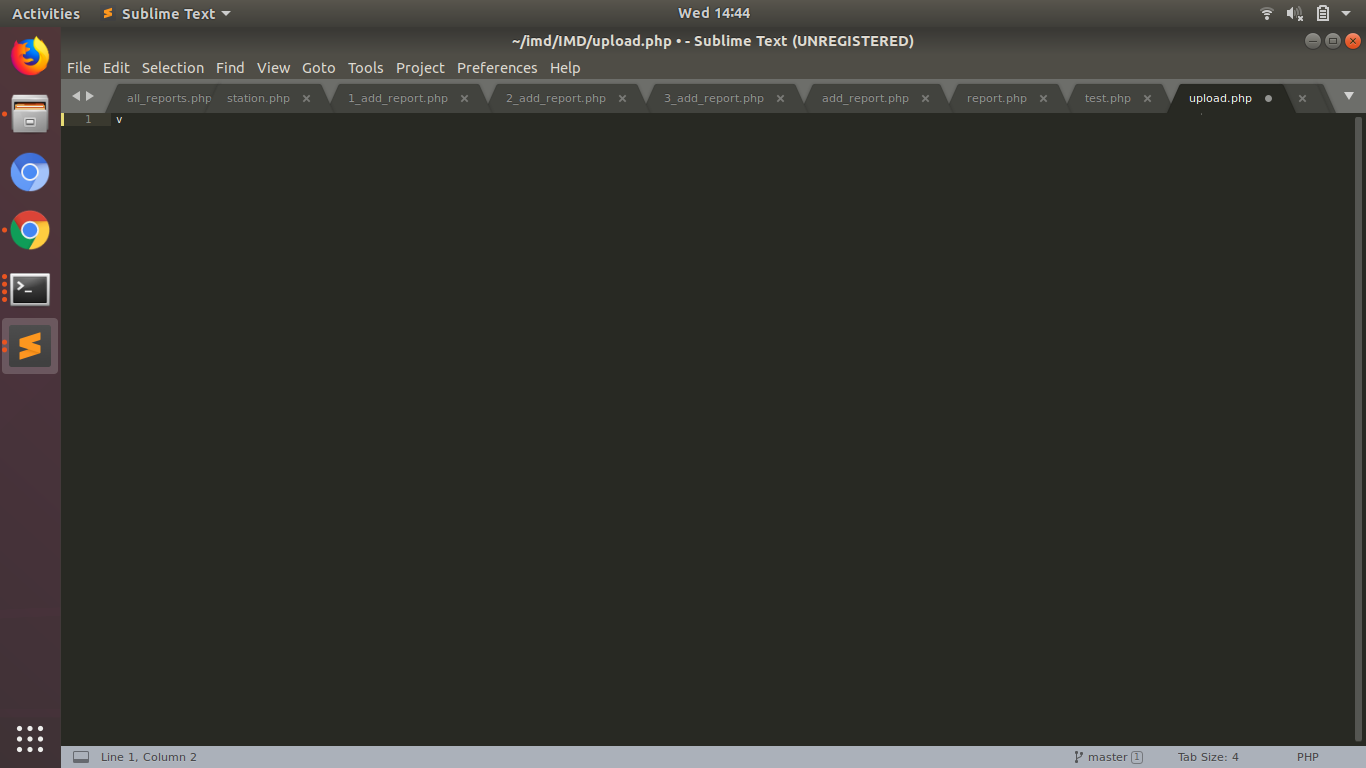 Activities Sublime Text Wed 14:44
~/imd/IMD/upload.php • - Sublime Text (UNREGISTERED)
File Edit Selection Find View Goto Tools Project Preferences Help
all_reports.php station.php 1_add_report.php 2_add_report.php 3_add_report.php add_report.php report.php test.php upload.php
1 v
Line 1, Column 2 master 1 Tab Size: 4 PHP